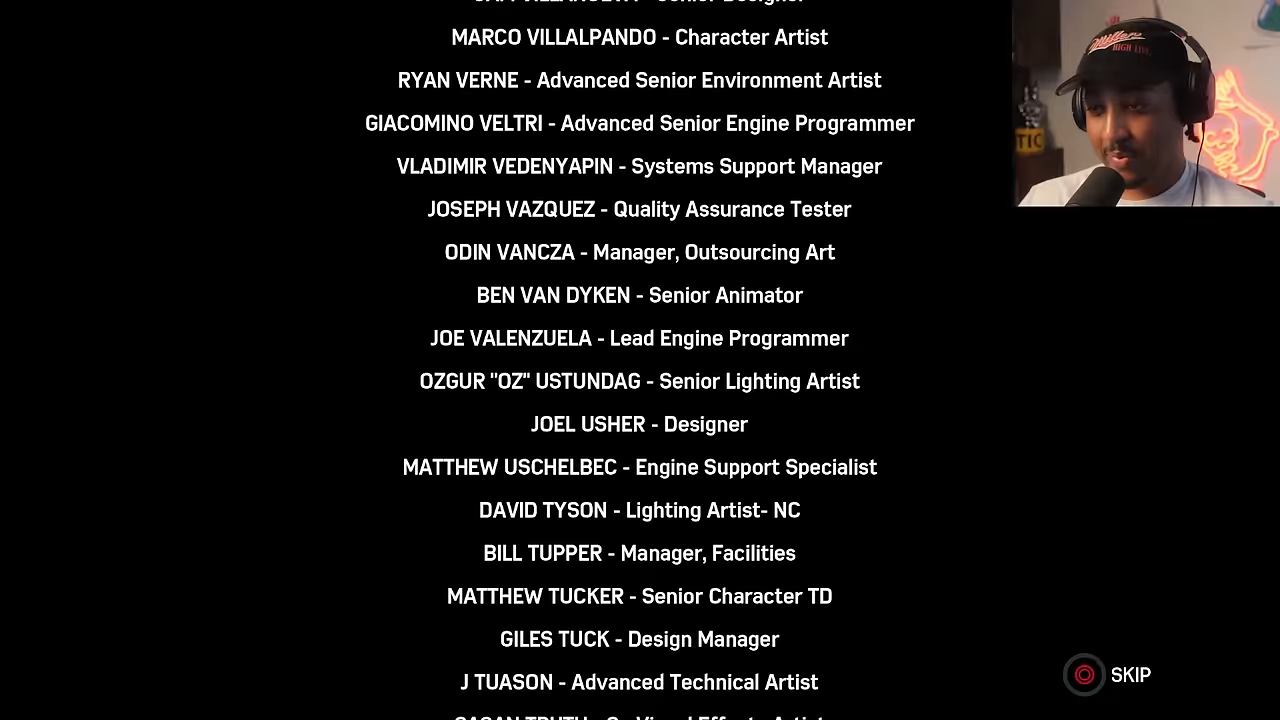 MARCO VILLALPANDO - Character Artist
RYAN VERNE - Advanced Senior Environment Artist
GIACOMINO VELTRI - Advanced Senior Engine Programmer
VLADIMIR VEDENYAPIN - Systems Support Manager
JOSEPH VAZQUEZ - Quality Assurance Tester
ODIN VANCZA - Manager, Outsourcing Art
BEN VAN DYKEN - Senior Animator
JOE VALENZUELA - Lead Engine Programmer
OZGUR "OZ" USTUNDAG - Senior Lighting Artist
JOEL USHER - Designer
MATTHEW USCHELBEC - Engine Support Specialist
DAVID TYSON - Lighting Artist- NC
BILL TUPPER - Manager, Facilities
MATTHEW TUCKER - Senior Character TD
GILES TUCK - Design Manager
J TUASON - Advanced Technical Artist
Miller
HIGH LIFE
TIC
SKIP